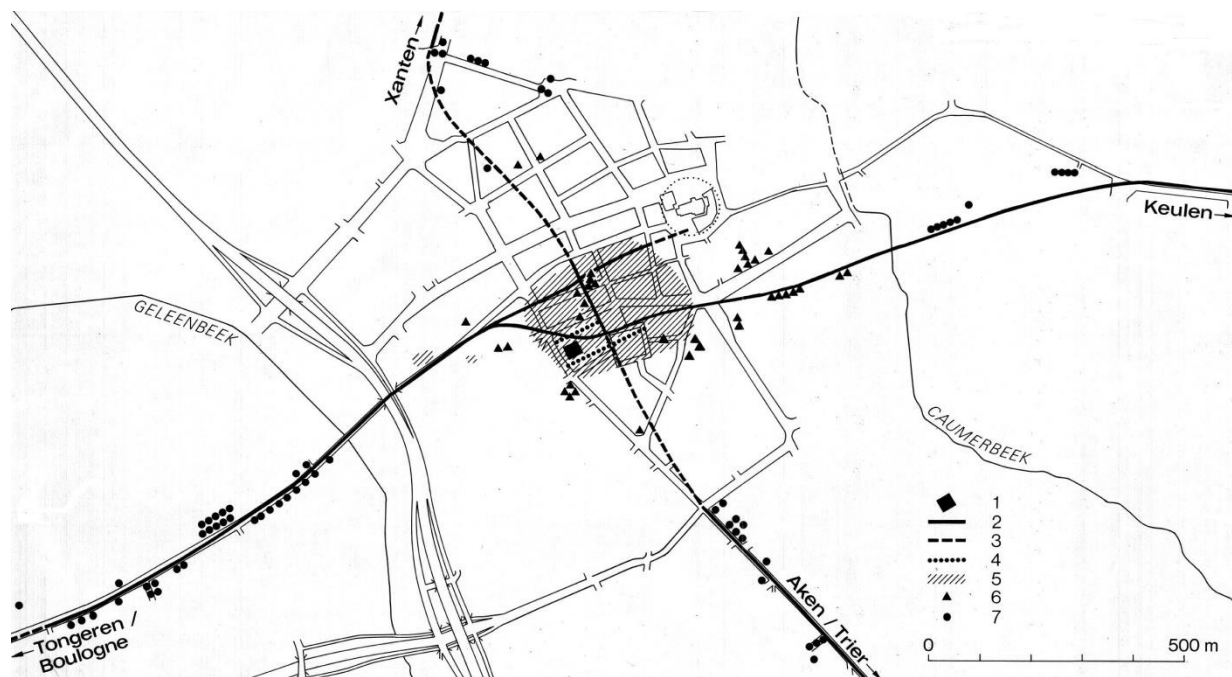 Xanten
Keulen
GELEENBEEK
CAUMERBEEK
Tongeren /
Boulogne
Aken / Trier
1
2
3
4
5
6
7
0 500 m